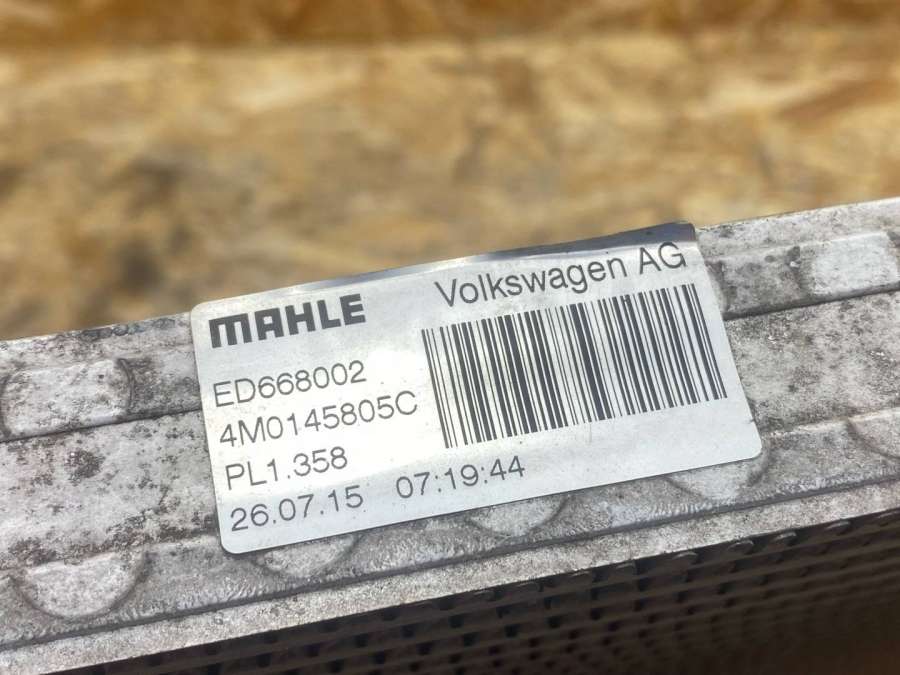 MAHLE
Volkswagen AG
ED668002
4M0145805C
PL1.358
26.07.15 07:19:44